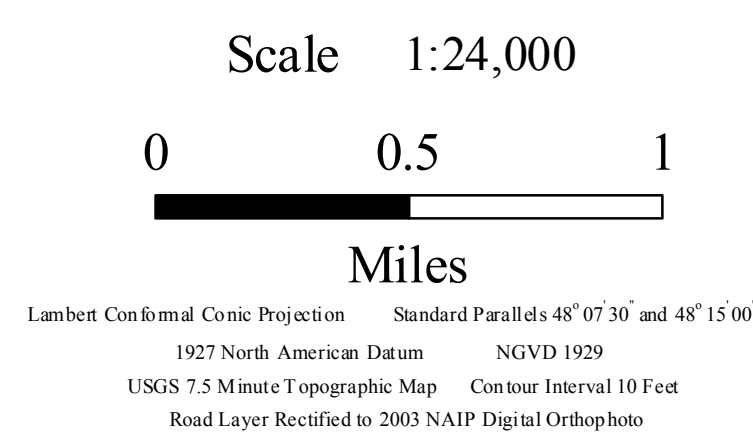 Scale 1:24,000
0 0.5 1
Miles
Lambert Conformal Conic Projection Standard Parallels 48° 07' 30" and 48° 15' 00"
1927 North American Datum NGVD 1929
USGS 7.5 Minute Topographic Map Contour Interval 10 Feet
Road Layer Rectified to 2003 NAIP Digital Orthophoto